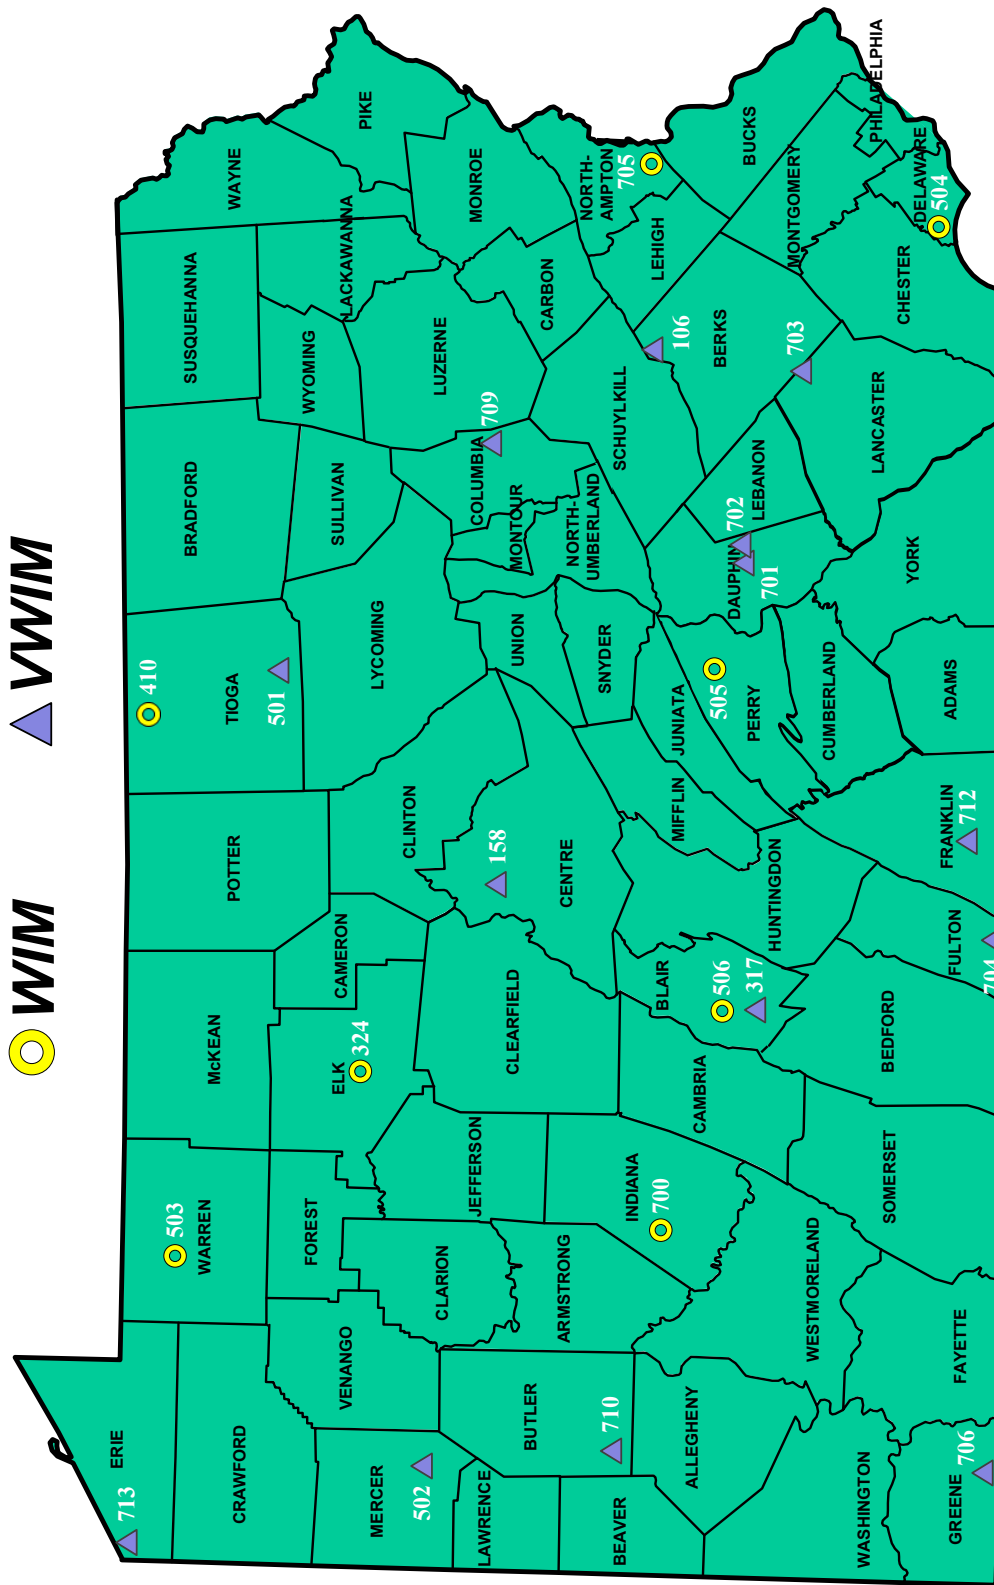 WIM
VWIM
ERIE
713
CRAWFORD
WARREN
503
McKEAN
POTTER
TIOGA
410
501
BRADFORD
SUSQUEHANNA
WAYNE
PIKE
WYOMING
LACKAWANNA
SULLIVAN
MERCER
502
VENANGO
FOREST
ELK
324
CAMERON
CLINTON
LYCOMING
LUZERNE
COLUMBIA
709
MONTOUR
MONROE
CARBON
LAWRENCE
BUTLER
710
CLARION
JEFFERSON
CLEARFIELD
CENTRE
158
UNION
SNYDER
NORTH-
UMBERLAND
SCHUYLKILL
NORTH-
AMPTON
705
LEHIGH
BEAVER
ALLEGHENY
ARMSTRONG
INDIANA
700
CAMBRIA
BLAIR
506
317
HUNTINGDON
MIFFLIN
JUNIATA
PERRY
505
DAUPHIN
701
702
LEBANON
BERKS
106
703
BUCKS
MONTGOMERY
PHILADELPHIA
DELAWARE
504
CHESTER
LANCASTER
WASHINGTON
WESTMORELAND
SOMERSET
BEDFORD
FULTON
704
FRANKLIN
712
CUMBERLAND
ADAMS
YORK
GREENE
706
FAYETTE